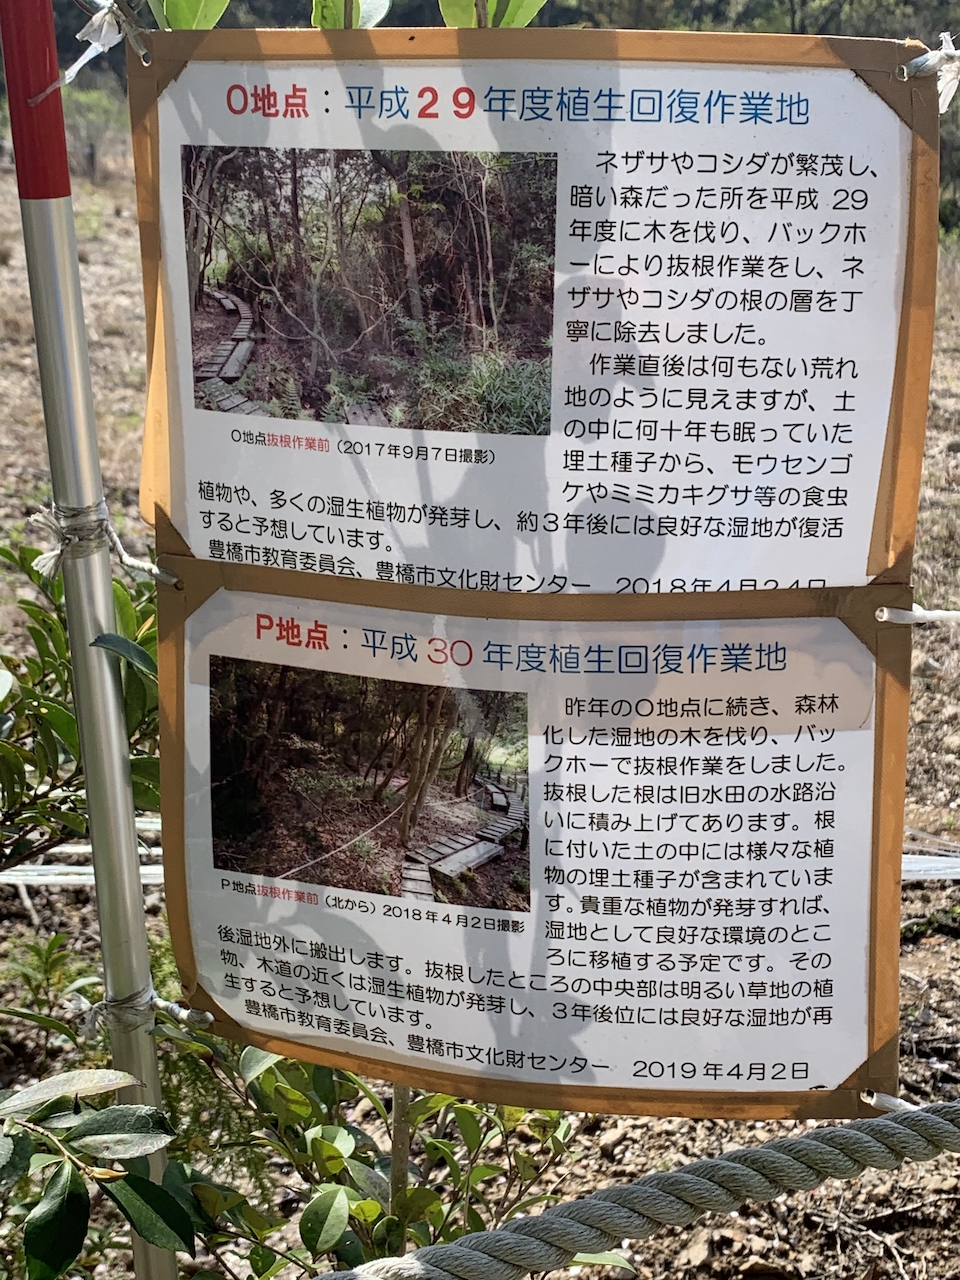 O地点：平成２９年度植生回復作業地
ネザサやコシダが繁茂し、
暗い森だった所を平成 29
年度に木を伐り、バックホ
ーにより抜根作業をし、ネ
ザサやコシダの根の層を丁
寧に除去しました。
作業直後は何もない荒れ
地のように見えますが、土
の中に何十年も眠っていた
埋土種子から、モウセンゴ
ケやミミカキグサ等の食虫
O地点抜根作業前（2017年9月7日撮影）
植物や、多くの湿生植物が発芽し、約３年後には良好な湿地が復活
すると予想しています。
豊橋市教育委員会、豊橋市文化財センター 2018年4月24日
P地点：平成 30 年度植生回復作業地
昨年のO地点に続き、森林
化した湿地の木を伐り、バッ
クホーで抜根作業をしました。
抜根した根は旧水田の水路沿
いに積み上げてあります。根
に付いた土の中には様々な植
物の埋土種子が含まれていま
す。貴重な植物が発芽すれば、
湿地として良好な環境のとこ
ろに移植する予定です。その
P地点抜根作業前（北から）2018年4月2日撮影
後湿地外に搬出します。抜根したところの中央部は明るい草地の植
物、木道の近くは湿生植物が発芽し、３年後位には良好な湿地が再
生すると予想しています。
豊橋市教育委員会、豊橋市文化財センター 2019年4月2日